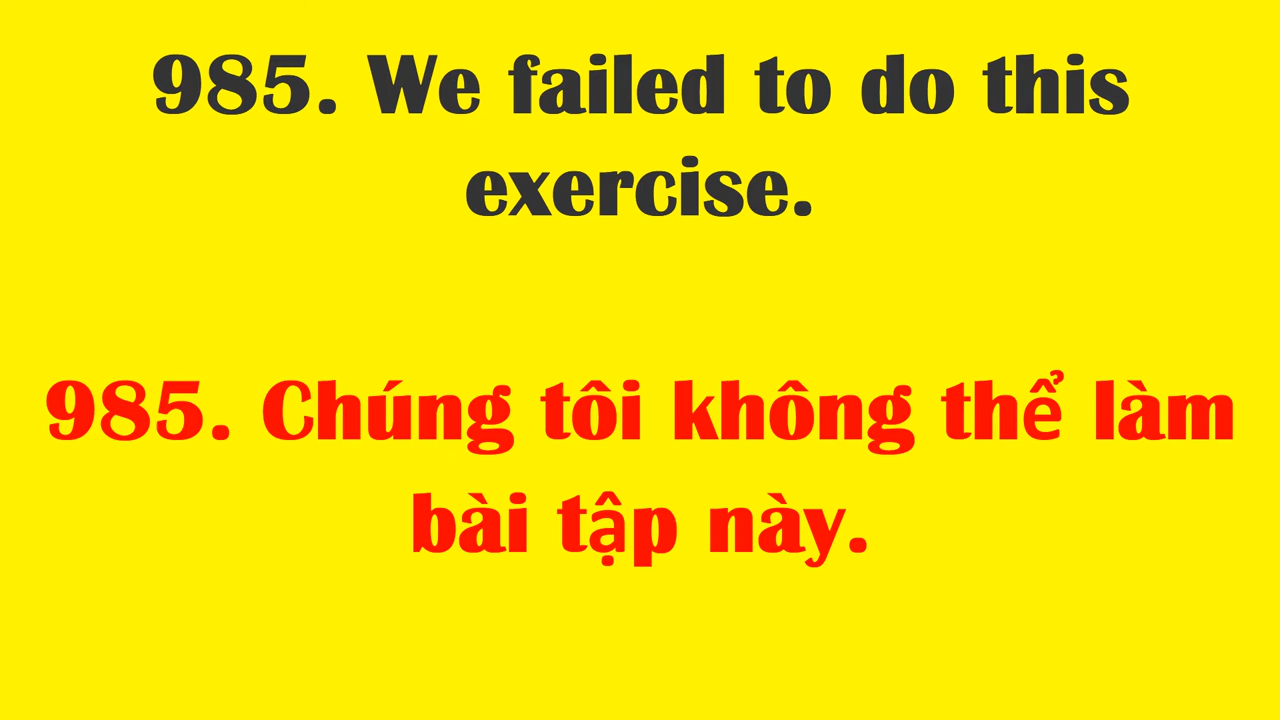 985. We failed to do this
exercise.
985. Chúng tôi không thể làm
bài tập này.